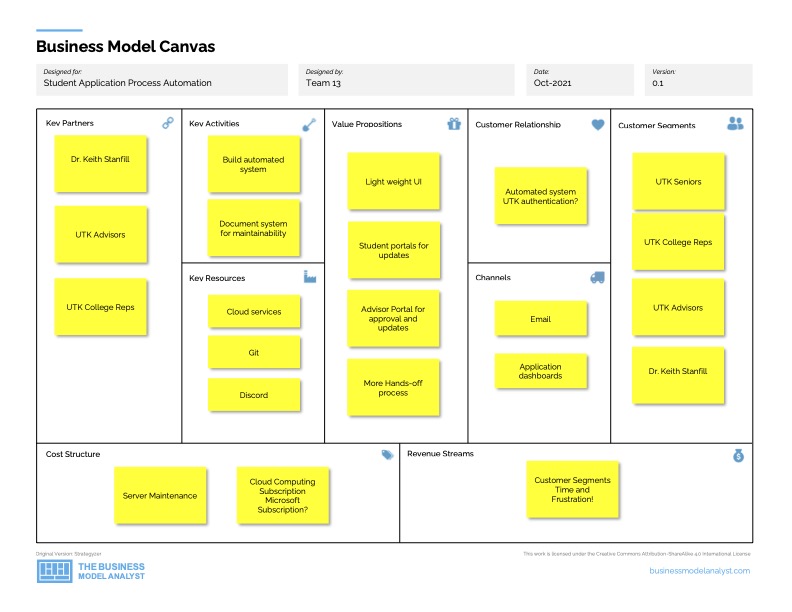 Business Model Canvas
Designed for:
Student Application Process Automation
Designed by:
Team 13
Date:
Oct-2021
Version:
0.1
Key Partners
Dr. Keith Stanfill
UTK Advisors
UTK College Reps
Key Activities
Build automated
system
Document system
for maintainability
Key Resources
Cloud services
Git
Discord
Value Propositions
Light weight UI
Student portals for
updates
Advisor Portal for
approval and
updates
More Hands-off
process
Customer Relationship
Automated system
UTK authentication?
Channels
Email
Application
dashboards
Customer Segments
UTK Seniors
UTK College Reps
UTK Advisors
Dr. Keith Stanfill
Cost Structure
Server Maintenance
Cloud Computing
Subscription
Microsoft
Subscription?
Revenue Streams
Customer Segments
Time and
Frustration!
Original Version: Strategyzer
This work is licensed under the Creative Commons Attribution-ShareAlike 4.0 International License
THE BUSINESS
MODEL ANALYST
businessmodelanalyst.com